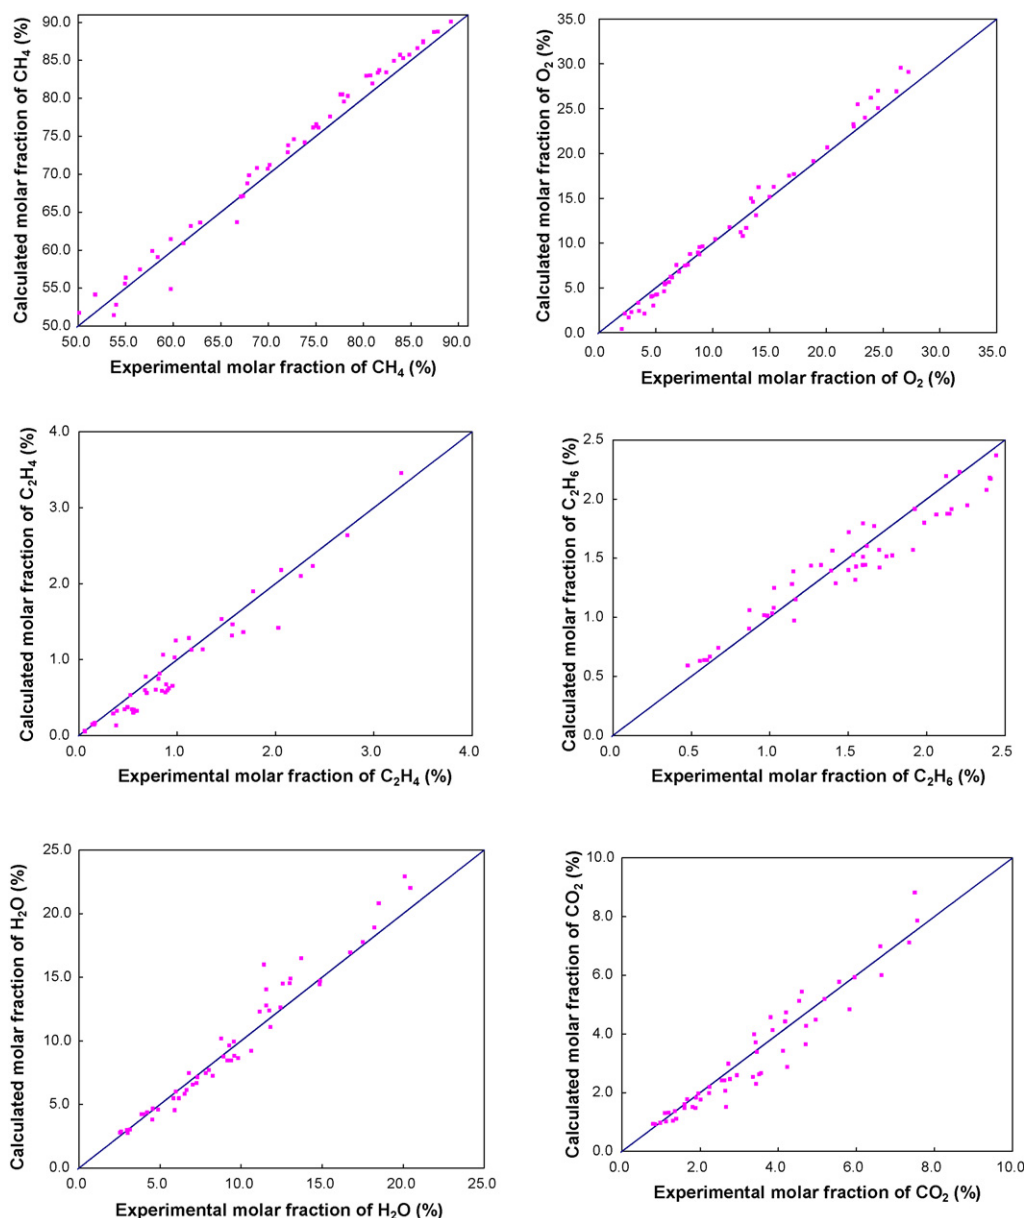 Calculated molar fraction of CH4 (%)
90.0
85.0
80.0
75.0
70.0
65.0
60.0
55.0
50.0
50.0 55.0 60.0 65.0 70.0 75.0 80.0 85.0 90.0
Experimental molar fraction of CH4 (%)
Calculated molar fraction of O2 (%)
35.0
30.0
25.0
20.0
15.0
10.0
5.0
0.0
0.0 5.0 10.0 15.0 20.0 25.0 30.0 35.0
Experimental molar fraction of O2 (%)
Calculated molar fraction of C2H4 (%)
4.0
3.0
2.0
1.0
0.0
0.0 1.0 2.0 3.0 4.0
Experimental molar fraction of C2H4 (%)
Calculated molar fraction of C2H6 (%)
2.5
2.0
1.5
1.0
0.5
0.0
0.0 0.5 1.0 1.5 2.0 2.5
Experimental molar fraction of C2H6 (%)
Calculated molar fraction of H2O (%)
25.0
20.0
15.0
10.0
5.0
0.0
0.0 5.0 10.0 15.0 20.0 25.0
Experimental molar fraction of H2O (%)
Calculated molar fraction of CO2 (%)
10.0
8.0
6.0
4.0
2.0
0.0
0.0 2.0 4.0 6.0 8.0 10.0
Experimental molar fraction of CO2 (%)